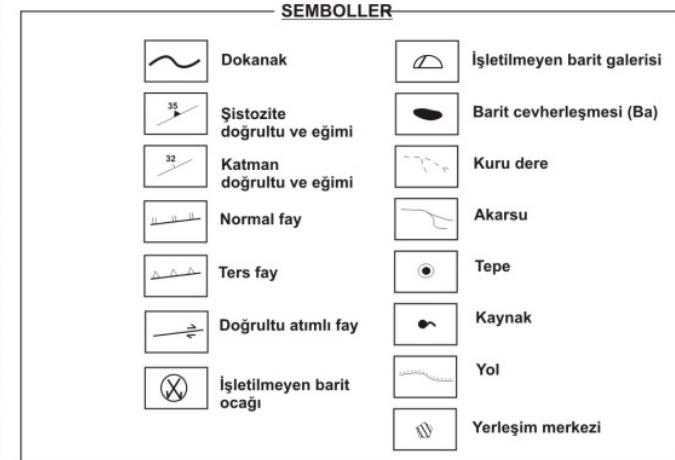 SEMBOLLER
Dokanak
35
Şistozite
doğrultu ve eğimi
32
Katman
doğrultu ve eğimi
Normal fay
Ters fay
Doğrultu atımlı fay
İşletilmeyen barit
ocağı
İşletilmeyen barit galerisi
Barit cevherleşmesi (Ba)
Kuru dere
Akarsu
Tepe
Kaynak
Yol
Yerleşim merkezi